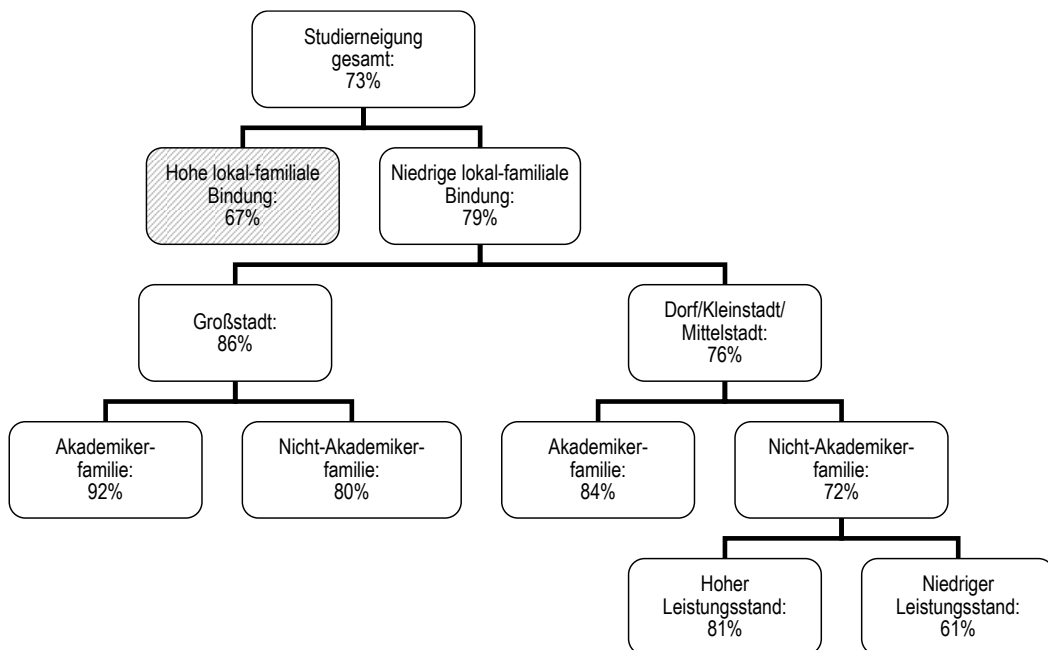 Studierneigung
gesamt:
73%
Hohe lokal-familiale
Bindung:
67%
Niedrige lokal-familiale
Bindung:
79%
Großstadt:
86%
Dorf/Kleinstadt/
Mittelstadt:
76%
Akademiker-
familie:
92%
Nicht-Akademiker-
familie:
80%
Akademiker-
familie:
84%
Nicht-Akademiker-
familie:
72%
Hoher
Leistungsstand:
81%
Niedriger
Leistungsstand:
61%